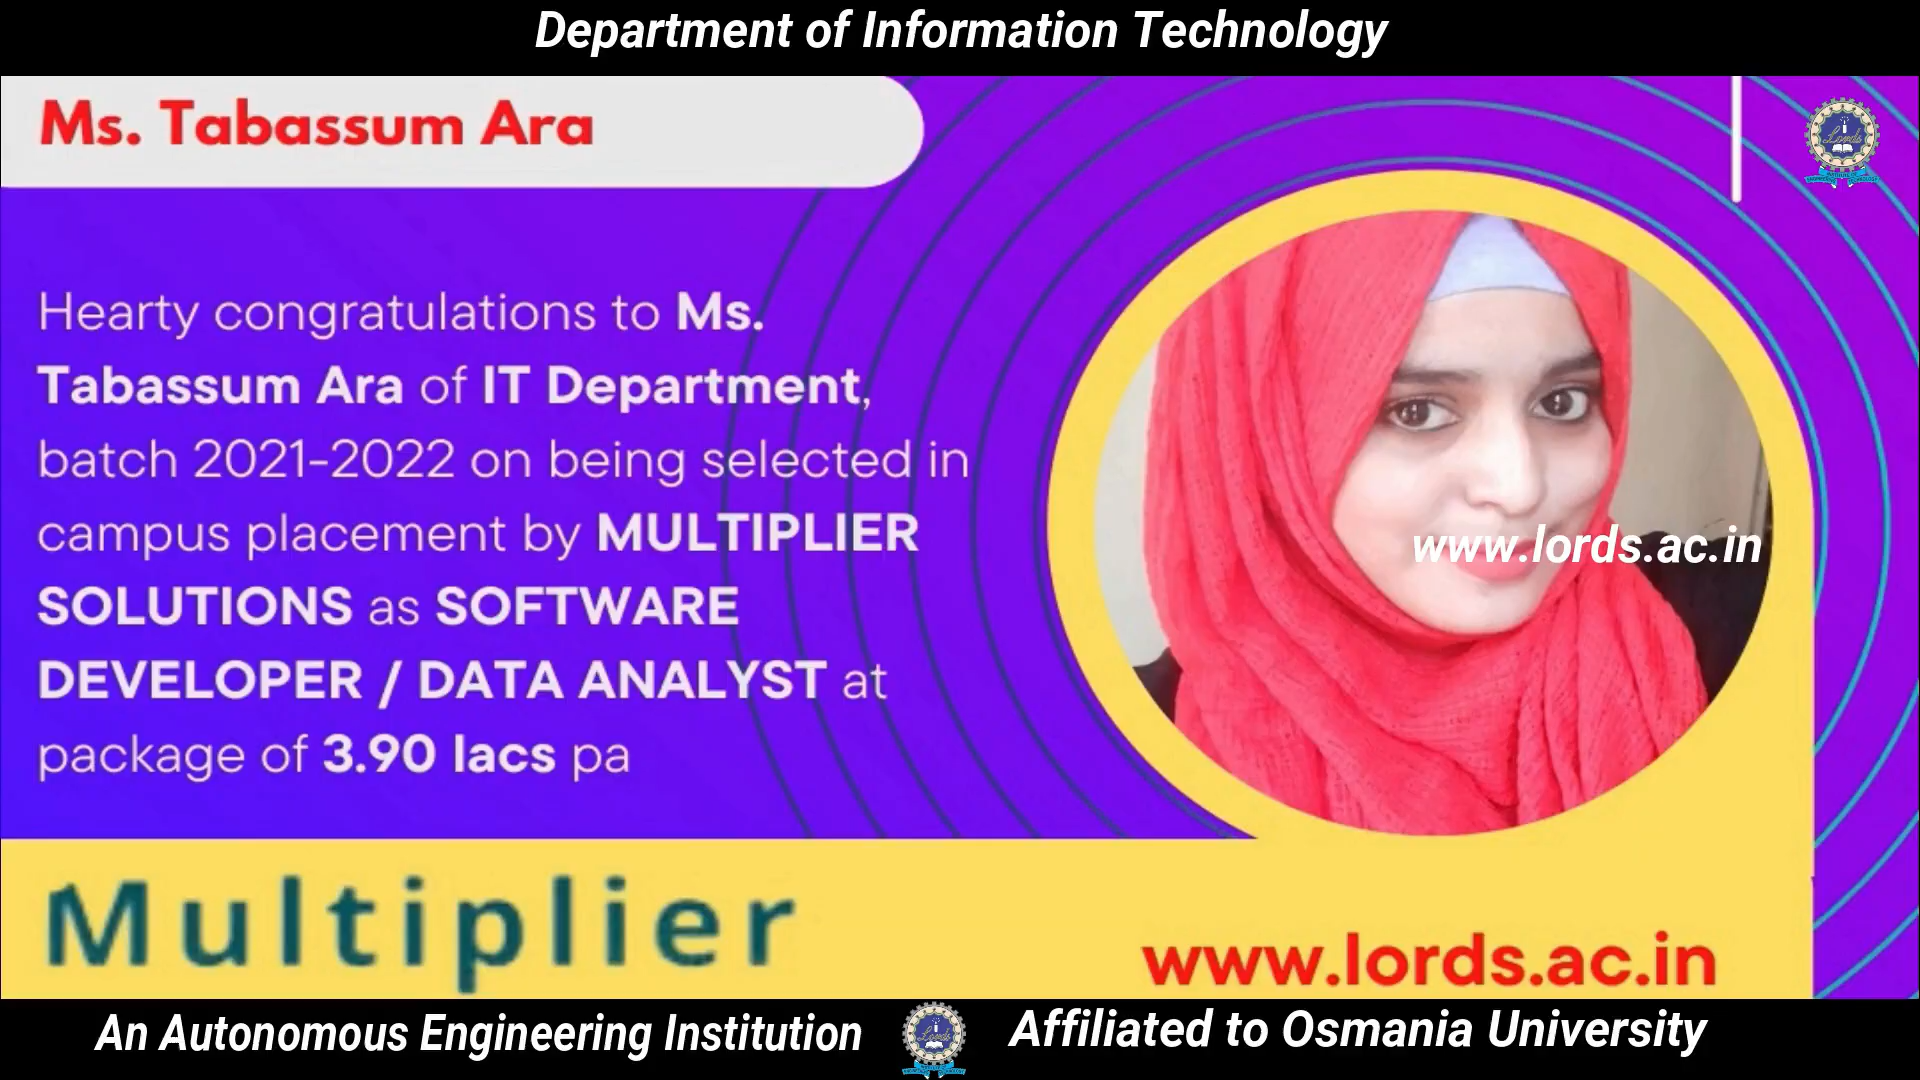 Department of Information Technology
Ms. Tabassum Ara
Hearty congratulations to Ms.
Tabassum Ara of IT Department,
batch 2021-2022 on being selected in
campus placement by MULTIPLIER
SOLUTIONS as SOFTWARE
DEVELOPER / DATA ANALYST at
package of 3.90 lacs pa
www.lords.ac.in
Multiplier
www.lords.ac.in
An Autonomous Engineering Institution
Lords
Affiliated to Osmania University